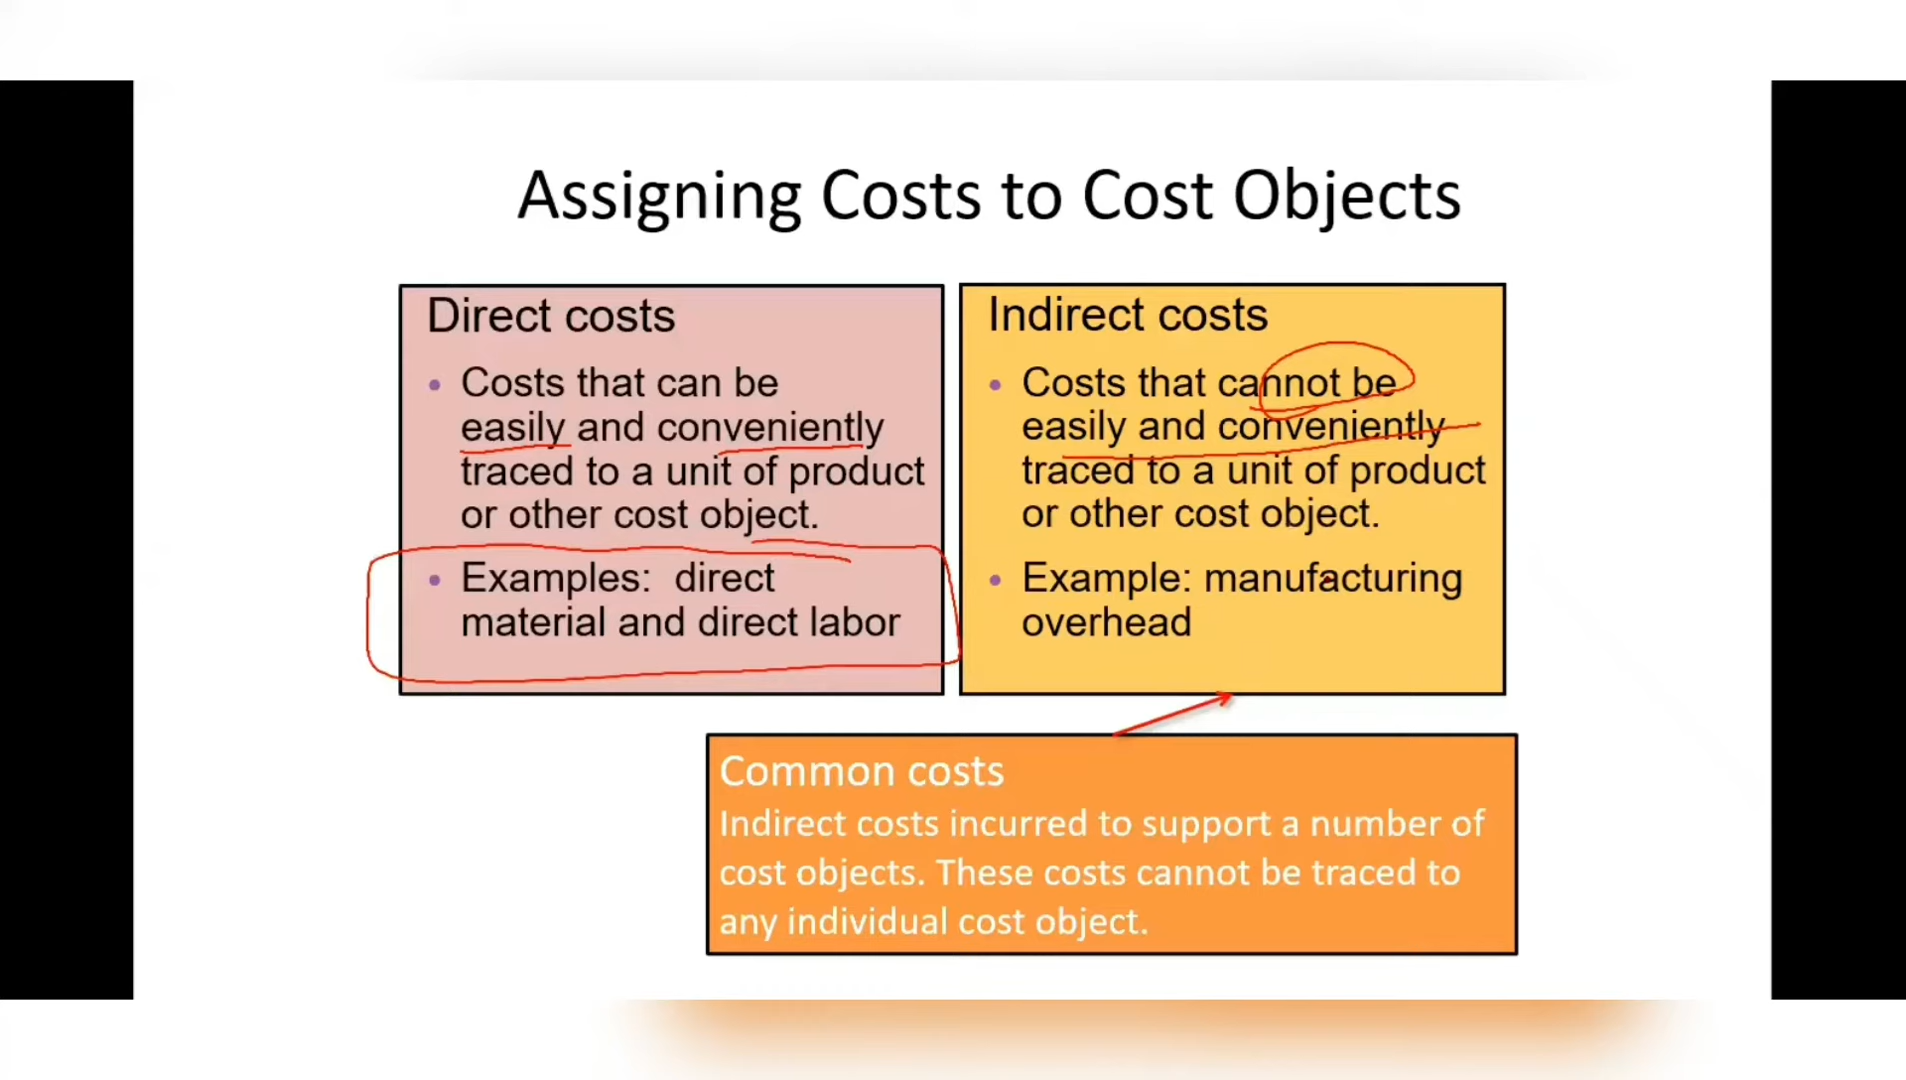 Assigning Costs to Cost Objects
Direct costs
• Costs that can be
easily and conveniently
traced to a unit of product
or other cost object.
• Examples: direct
material and direct labor
Indirect costs
• Costs that cannot be
easily and conveniently
traced to a unit of product
or other cost object.
• Example: manufacturing
overhead
Common costs
Indirect costs incurred to support a number of
cost objects. These costs cannot be traced to
any individual cost object.